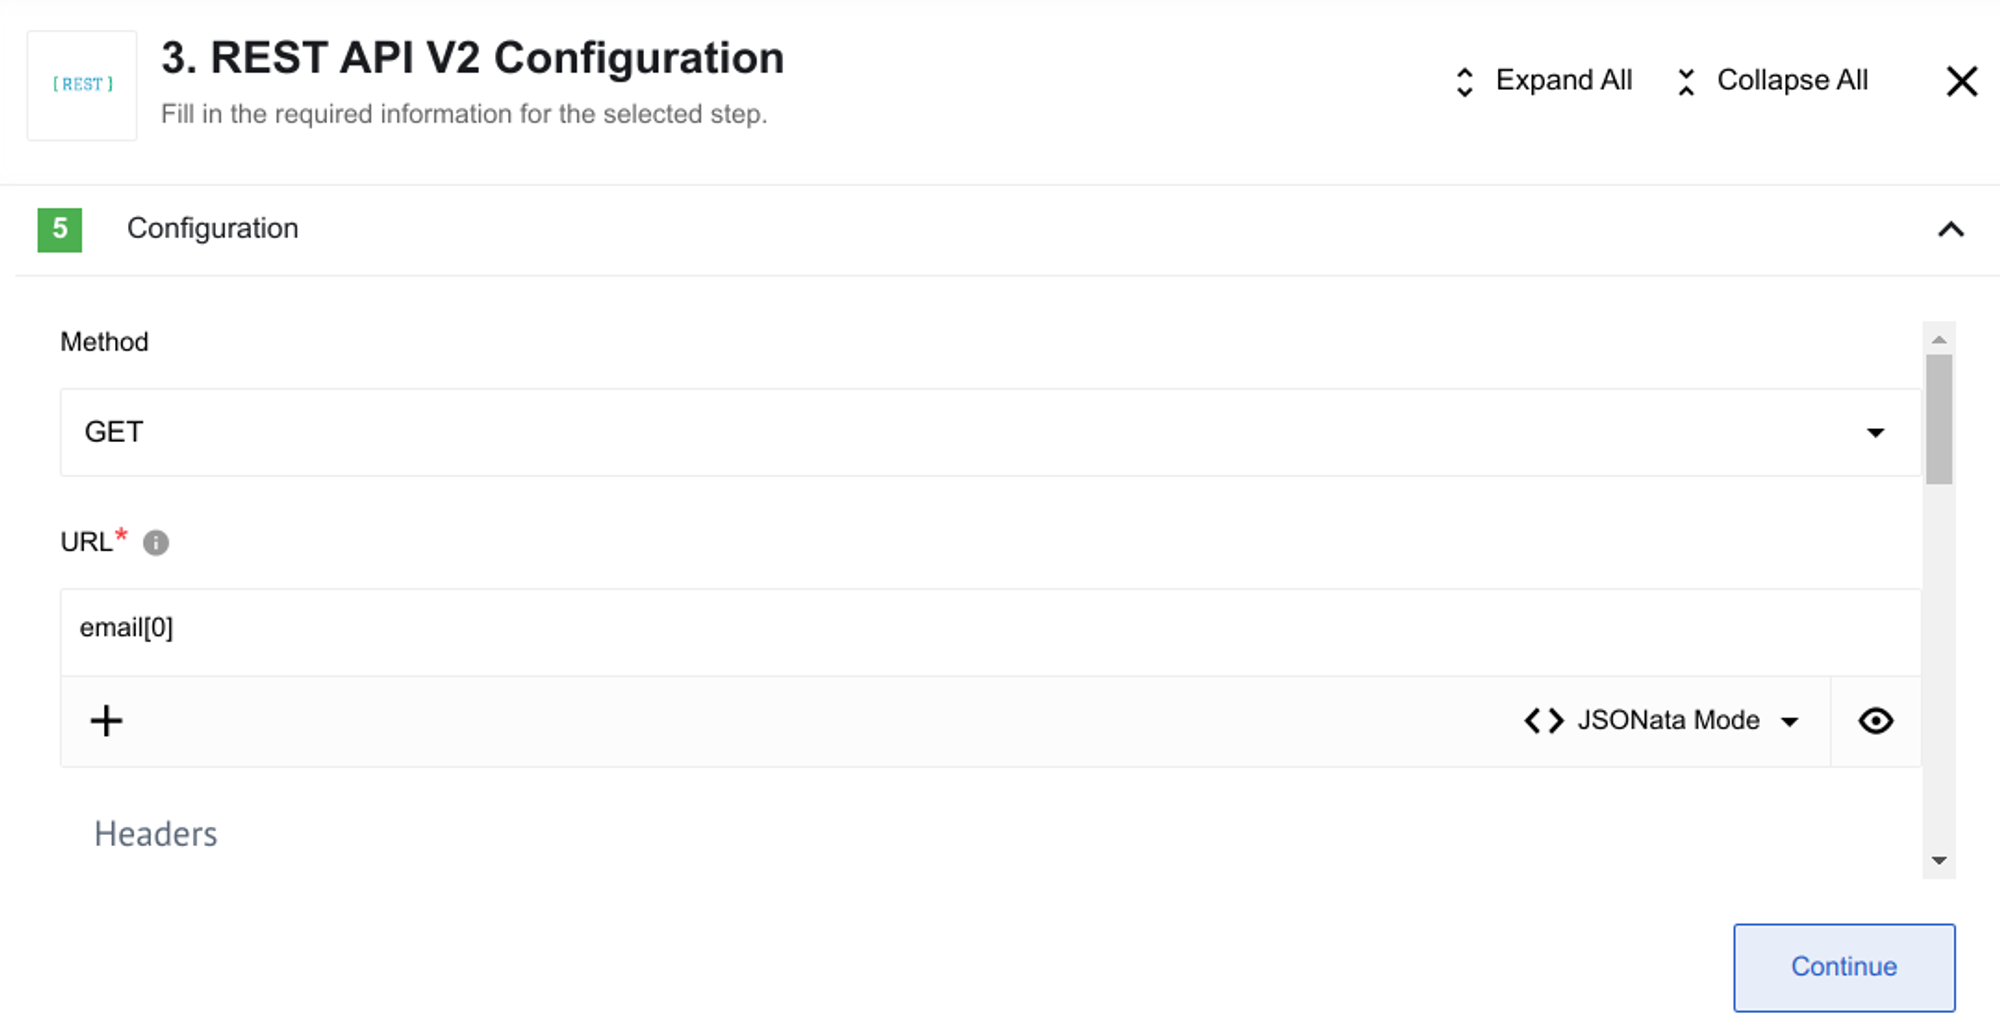 [REST]
3. REST API V2 Configuration
Fill in the required information for the selected step.
Expand All
Collapse All
5 Configuration
Method
GET
URL*
email[0]
JSONata Mode
Headers
Continue